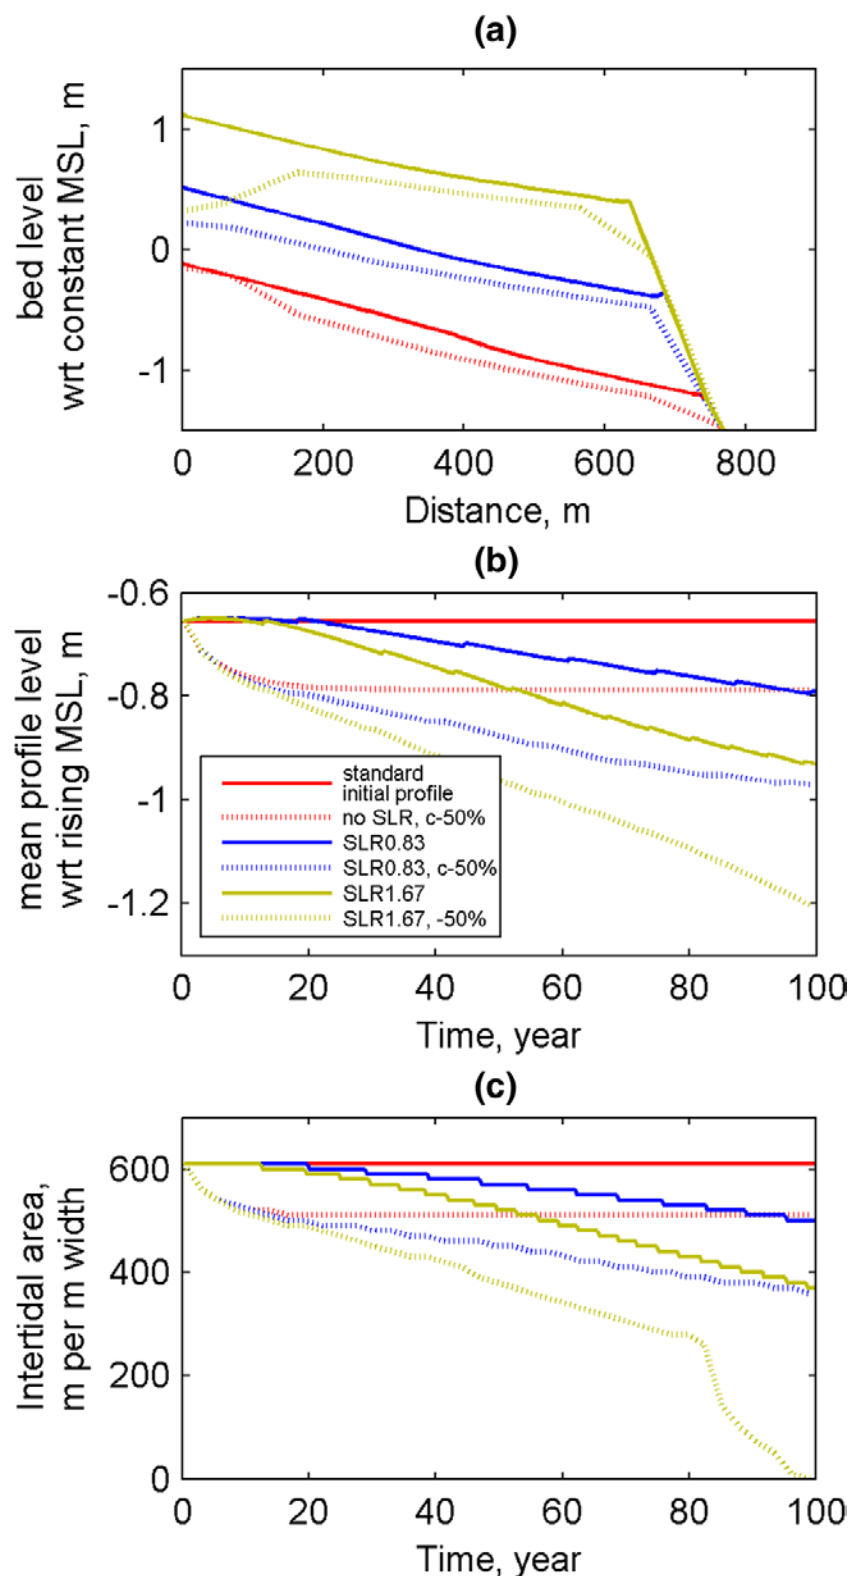 (a)
bed level
wrt constant MSL, m
1
0
-1
0 200 400 600 800
Distance, m
(b)
mean profile level
wrt rising MSL, m
-0.6
-0.8
-1
-1.2
standard
initial profile
no SLR, c-50%
SLR0.83
SLR0.83, c-50%
SLR1.67
SLR1.67, -50%
0 20 40 60 80 100
Time, year
(c)
Intertidal area,
m per m width
600
400
200
0
0 20 40 60 80 100
Time, year